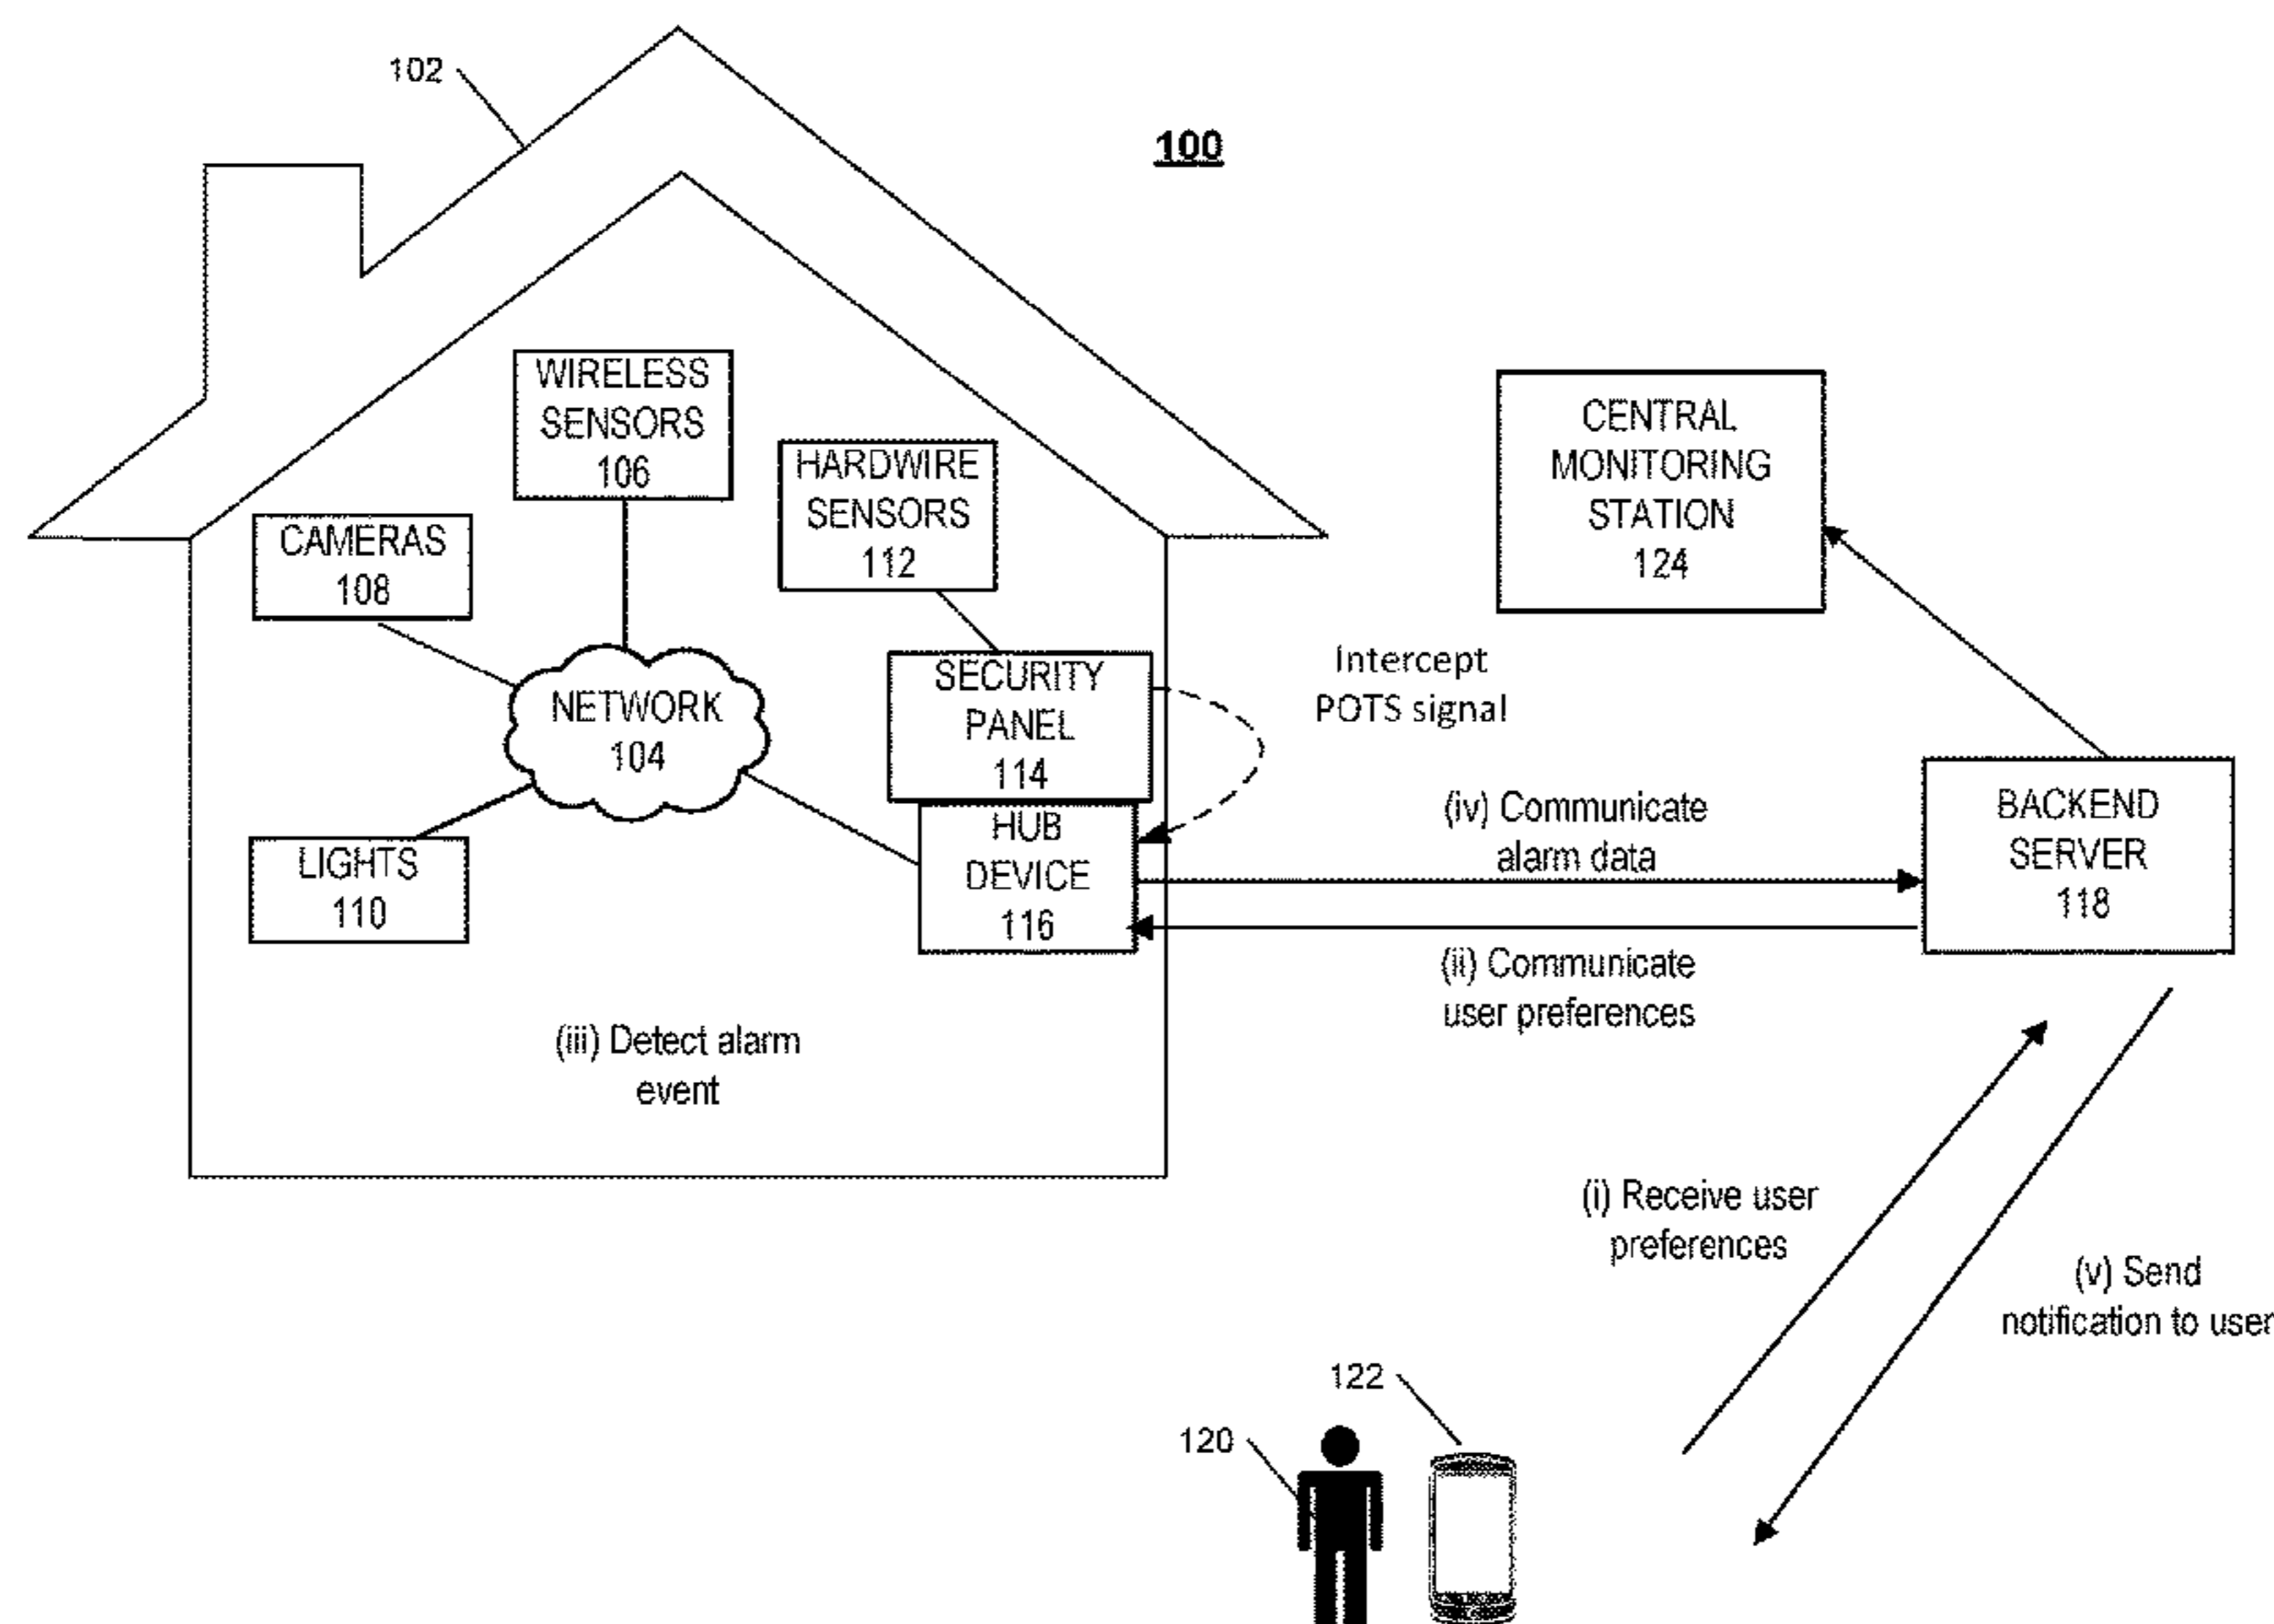 102
100
WIRELESS
SENSORS
106
HARDWIRE
SENSORS
112
CAMERAS
108
CENTRAL
MONITORING
STATION
124
NETWORK
104
SECURITY
PANEL
114
Intercept
POTS signal
LIGHTS
110
HUB
DEVICE
116
(iv) Communicate
alarm data
BACKEND
SERVER
118
(ii) Communicate
user preferences
(iii) Detect alarm
event
(i) Receive user
preferences
(v) Send
notification to user
122
120